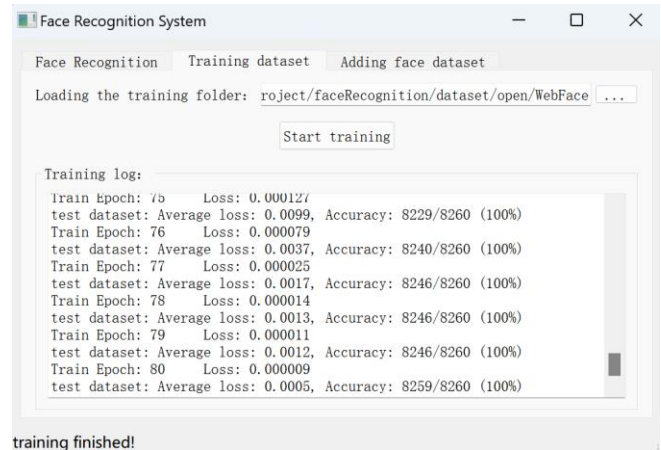 Face Recognition System
Face Recognition Training dataset Adding face dataset
Loading the training folder: roject/faceRecognition/dataset/open/WebFace ...
Start training
Training log:
Train Epoch: 75 Loss: 0.000127
test dataset: Average loss: 0.0099, Accuracy: 8229/8260 (100%)
Train Epoch: 76 Loss: 0.000079
test dataset: Average loss: 0.0037, Accuracy: 8240/8260 (100%)
Train Epoch: 77 Loss: 0.000025
test dataset: Average loss: 0.0017, Accuracy: 8246/8260 (100%)
Train Epoch: 78 Loss: 0.000014
test dataset: Average loss: 0.0013, Accuracy: 8246/8260 (100%)
Train Epoch: 79 Loss: 0.000011
test dataset: Average loss: 0.0012, Accuracy: 8246/8260 (100%)
Train Epoch: 80 Loss: 0.000009
test dataset: Average loss: 0.0005, Accuracy: 8259/8260 (100%)
training finished!